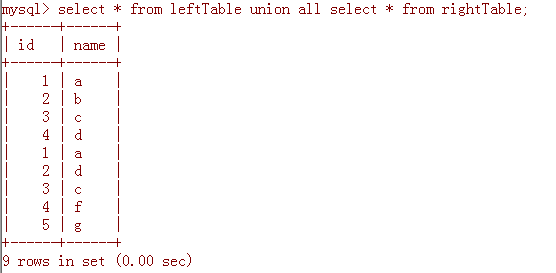 mysql> select * from leftTable union all select * from rightTable;
+------+------+
| id   | name |
+------+------+
|    1 | a    |
|    2 | b    |
|    3 | c    |
|    4 | d    |
|    1 | a    |
|    2 | d    |
|    3 | c    |
|    4 | f    |
|    5 | g    |
+------+------+
9 rows in set (0.00 sec)